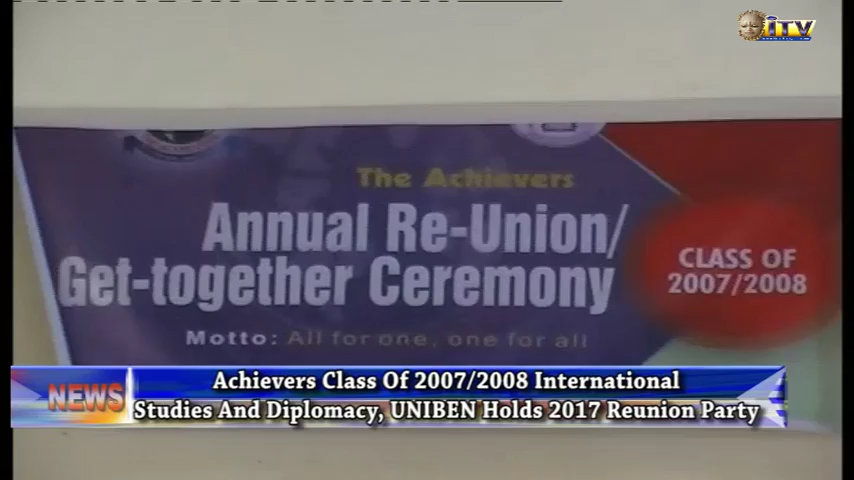 iTV
The Achievers
Annual Re-Union/
Get-together Ceremony
Motto: All for one, one for all
CLASS OF
2007/2008
NEWS
Achievers Class Of 2007/2008 International
Studies And Diplomacy, UNIBEN Holds 2017 Reunion Party